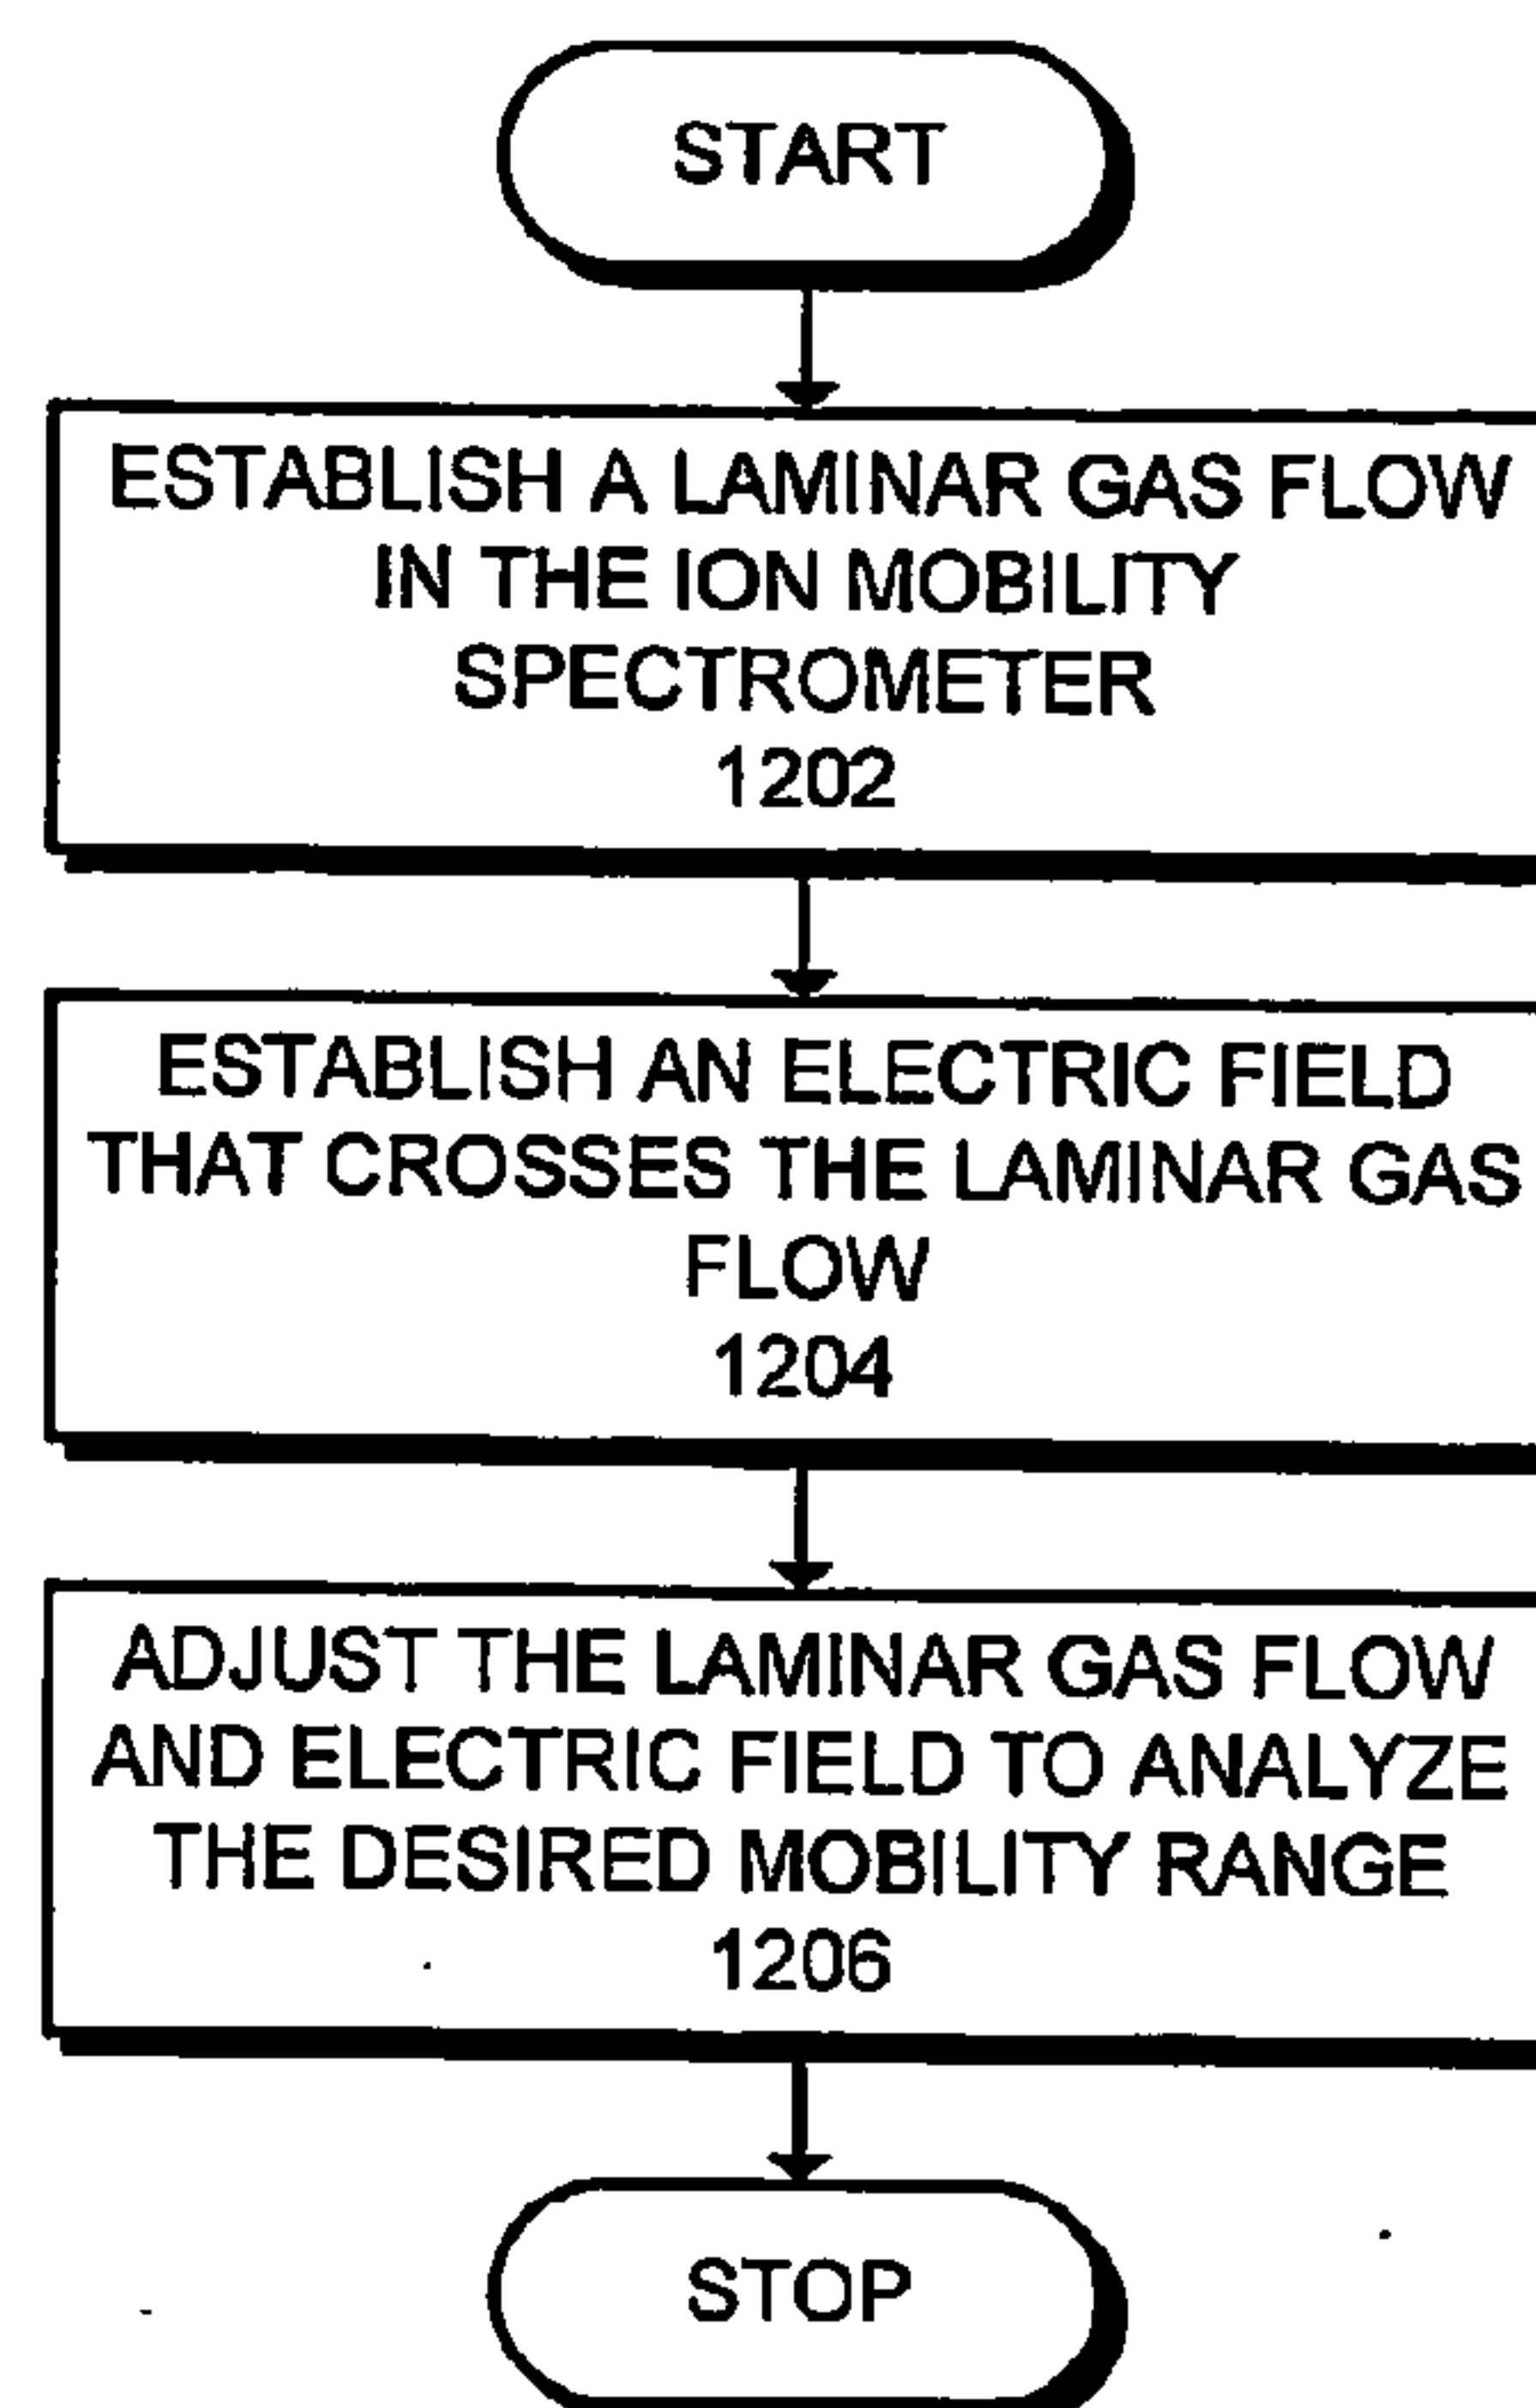 START
ESTABLISH A LAMINAR GAS FLOW
IN THE ION MOBILITY
SPECTROMETER
1202
ESTABLISH AN ELECTRIC FIELD
THAT CROSSES THE LAMINAR GAS
FLOW
1204
ADJUST THE LAMINAR GAS FLOW
AND ELECTRIC FIELD TO ANALYZE
THE DESIRED MOBILITY RANGE
1206
STOP